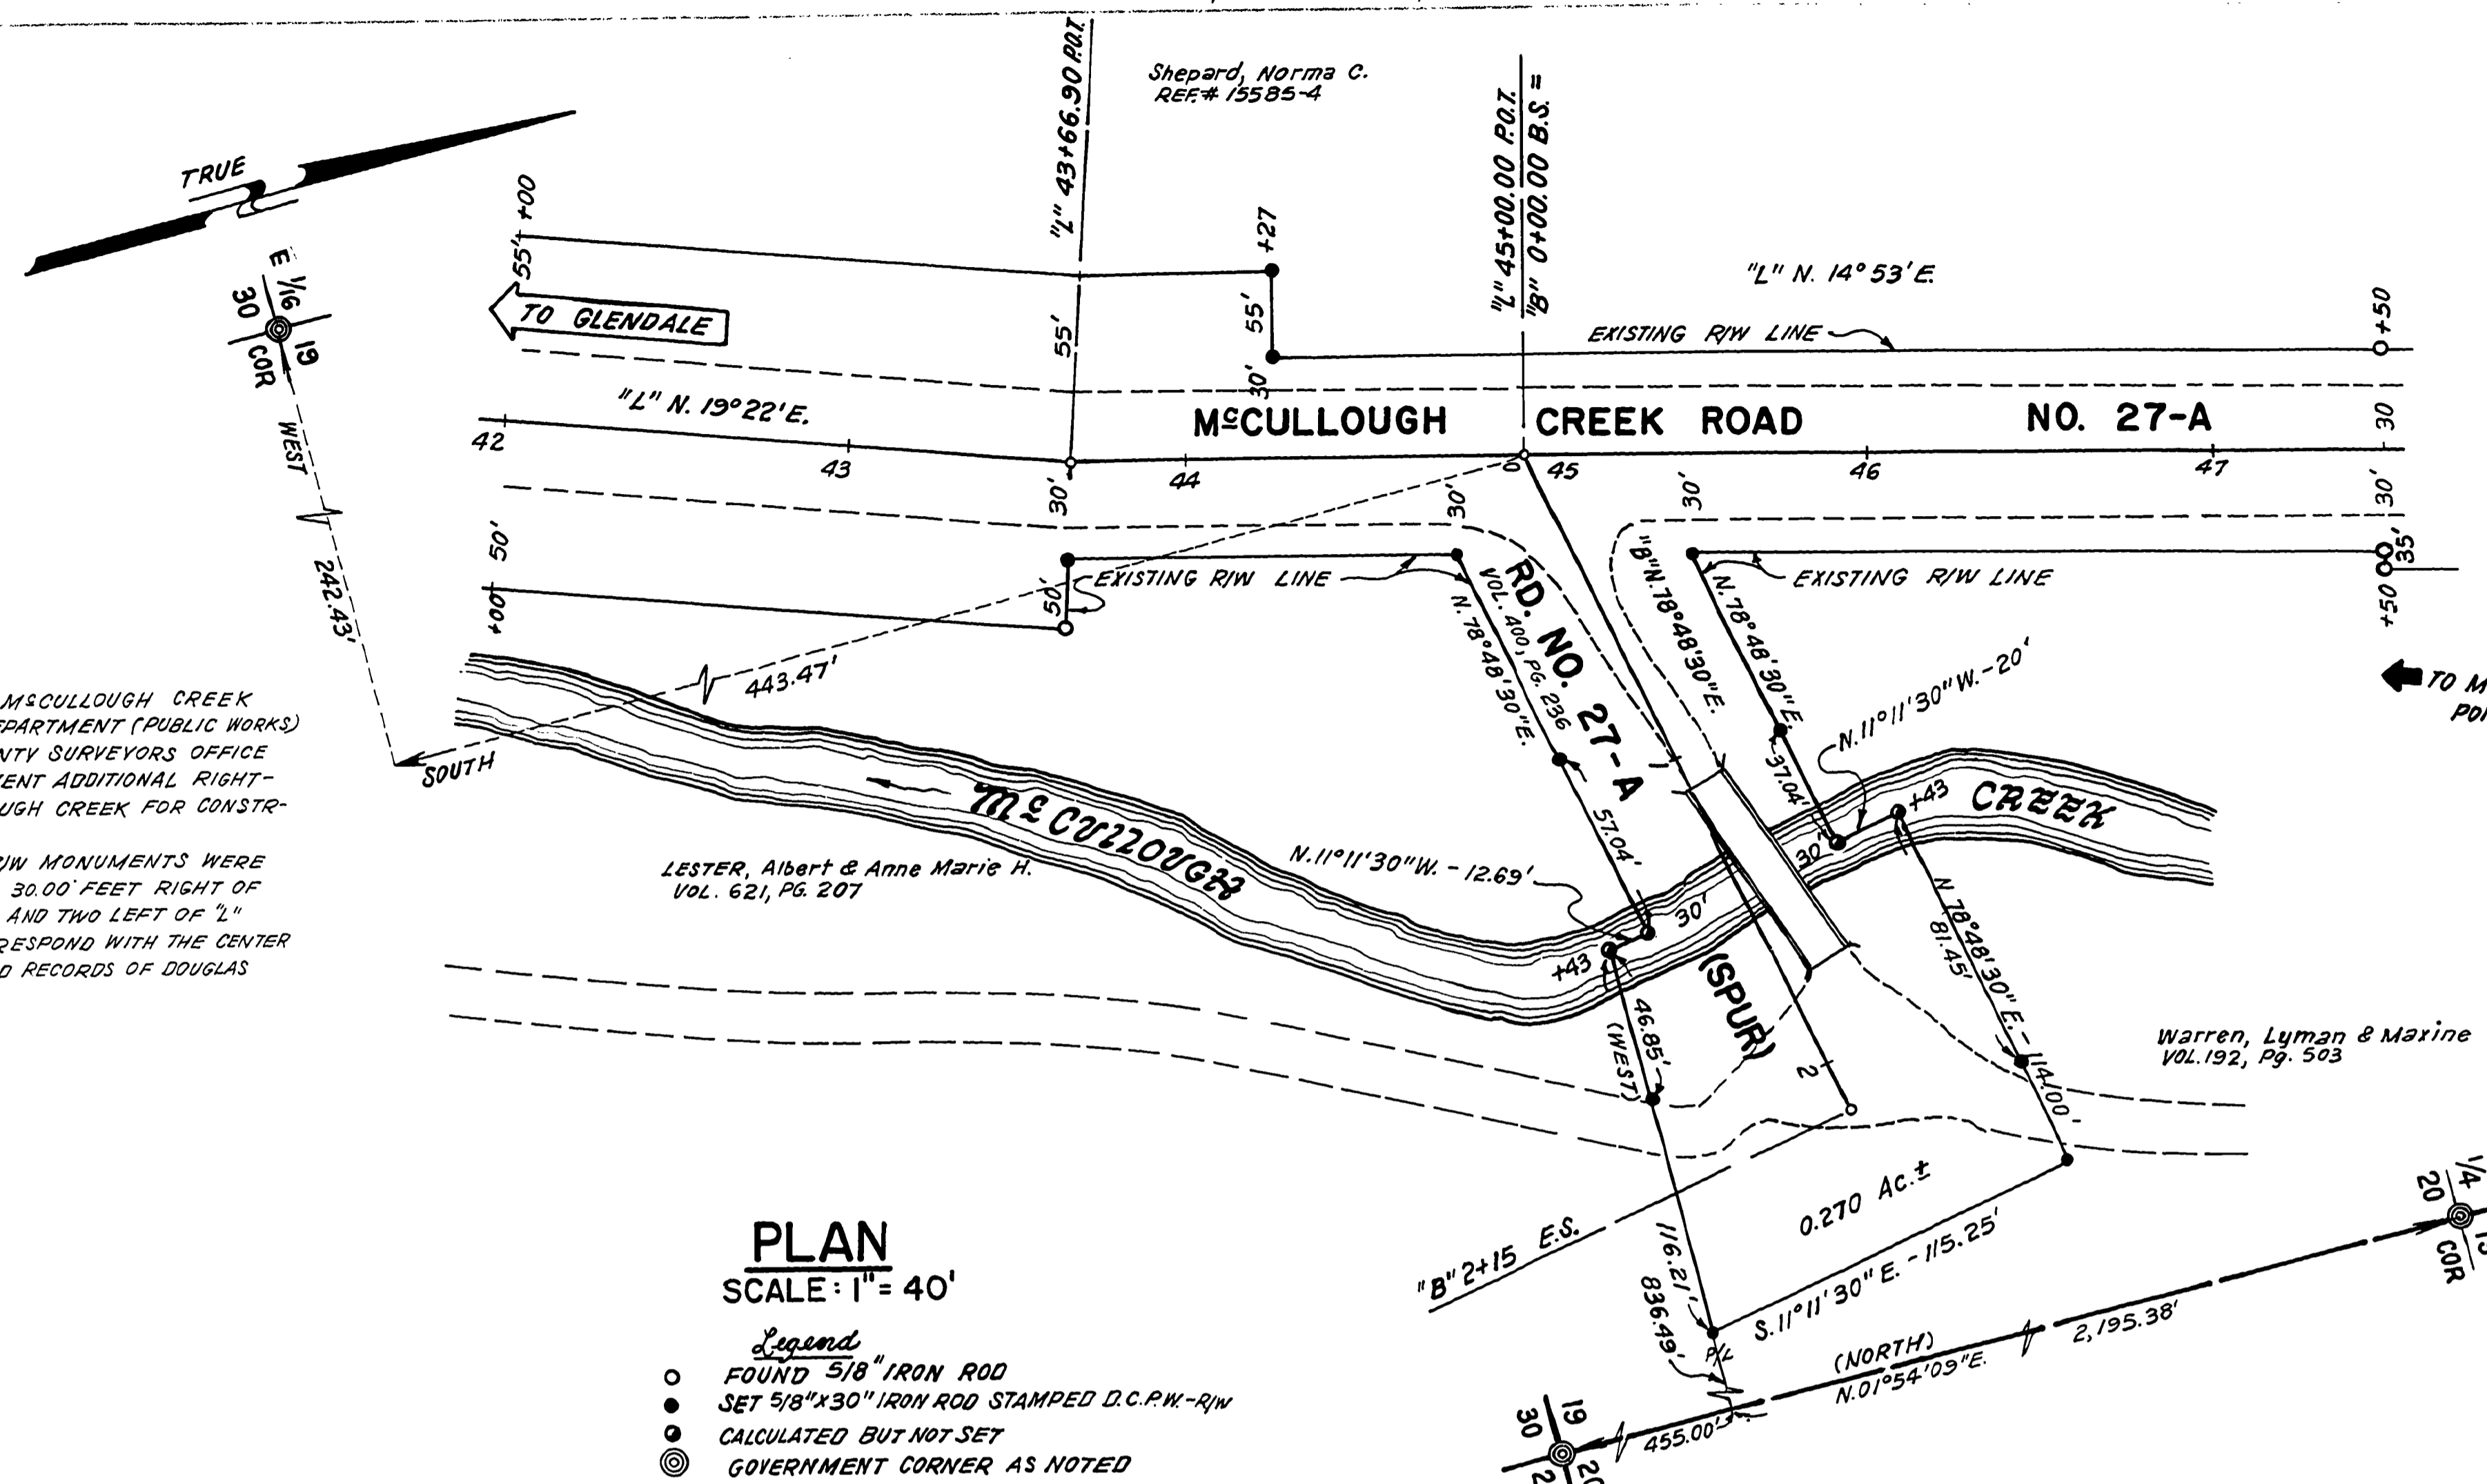 Shepard, Norma C.
REF.# 15585-4
TRUE
E 1/16
30
19
COR
WEST
242.43'
SOUTH
443.47'
+00
55'
TO GLENDALE
"L" 43+66.90 P.O.T.
55'
+27
55'
30'
"L" 45+00.00 P.O.T.
"B" 0+00.00 B.S. =
"L" N. 14°53'E.
EXISTING R/W LINE
+50
"L" N. 19°22'E.
McCULLOUGH CREEK ROAD NO. 27-A
30
42
43
44
0
45
46
47
30'
30'
30'
30'
50'
+00
50'
EXISTING R/W LINE
EXISTING R/W LINE
35'
+50
RD. NO. 27-A
VOL. 400, PG. 236
N. 78°48'30"E.
57.04'
"B" N. 78°48'30"E.
N. 78°48'30"E.
37.04'
N. 11°11'30"W. - 20'
TO M
POR
McCULLOUGH CREEK
EPARTMENT (PUBLIC WORKS)
NTY SURVEYORS OFFICE
ENT ADDITIONAL RIGHT-
UGH CREEK FOR CONSTR-
/W MONUMENTS WERE
30.00' FEET RIGHT OF
AND TWO LEFT OF "L"
RESPOND WITH THE CENTER
D RECORDS OF DOUGLAS
McCULLOUGH
CREEK
LESTER, Albert & Anne Marie H.
VOL. 621, PG. 207
N. 11°11'30"W. - 12.69'
30'
+43
30'
+43
(SPUR)
46.85'
(WEST)
N 78°48'30" E. - 114.00'
81.45'
2
Warren, Lyman & Maxine
VOL. 192, Pg. 503
0.270 Ac.±
"B" 2+15 E.S.
116.21'
836.49'
S. 11°11'30" E. - 115.25'
P/L
(NORTH)
N. 01°54'09"E.
2,195.38'
455.00'
1/4
20
COR
19
30
20
PLAN
SCALE: 1" = 40'
Legend
FOUND 5/8" IRON ROD
SET 5/8"X30" IRON ROD STAMPED D.C.P.W.-R/W
CALCULATED BUT NOT SET
GOVERNMENT CORNER AS NOTED